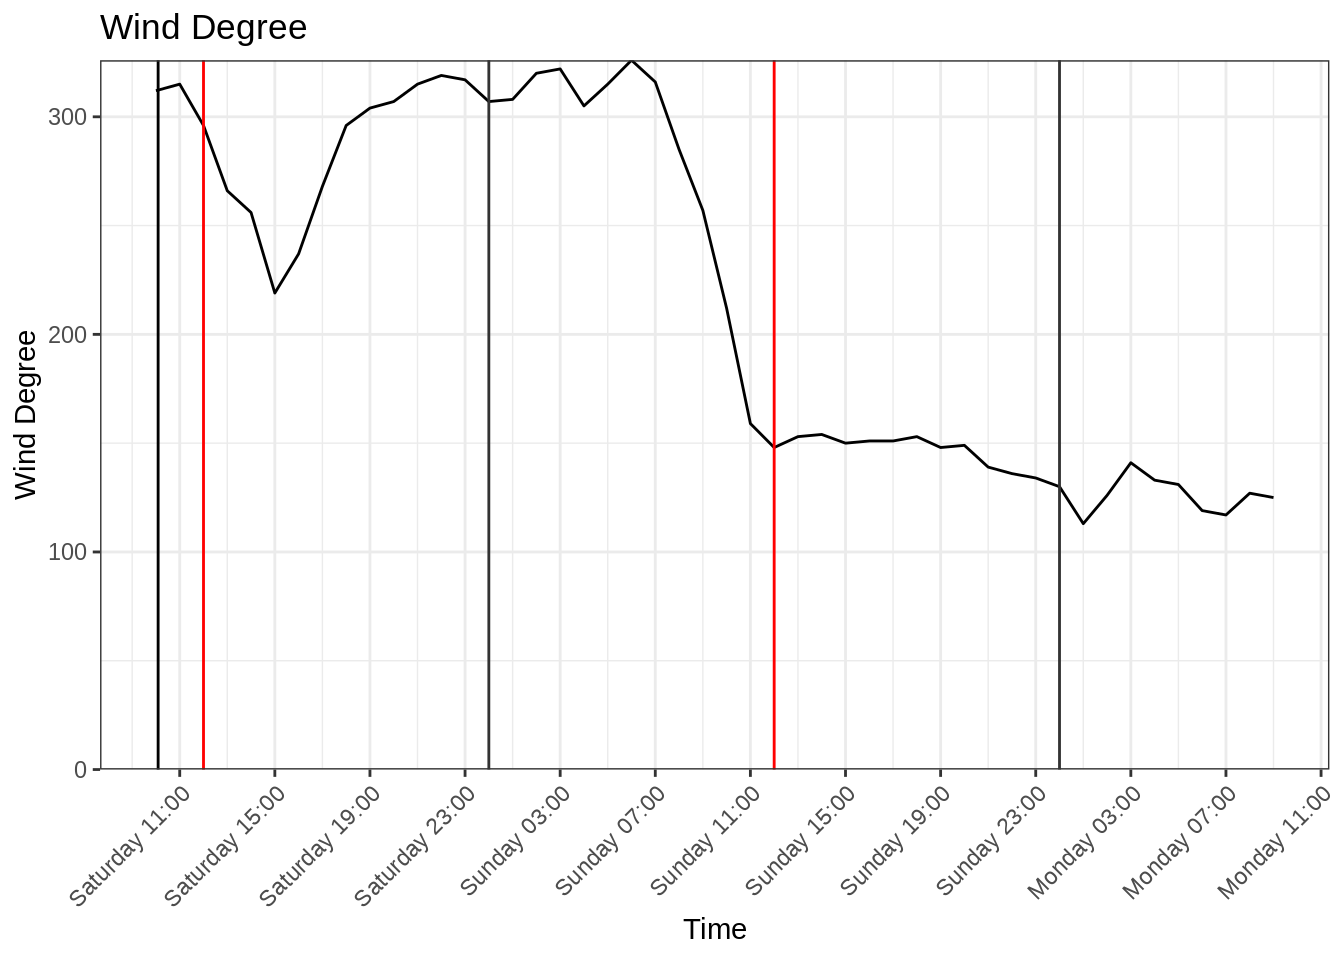 Wind Degree
Wind Degree
300
200
100
0
Saturday 11:00
Saturday 15:00
Saturday 19:00
Saturday 23:00
Sunday 03:00
Sunday 07:00
Sunday 11:00
Sunday 15:00
Sunday 19:00
Sunday 23:00
Monday 03:00
Monday 07:00
Monday 11:00
Time